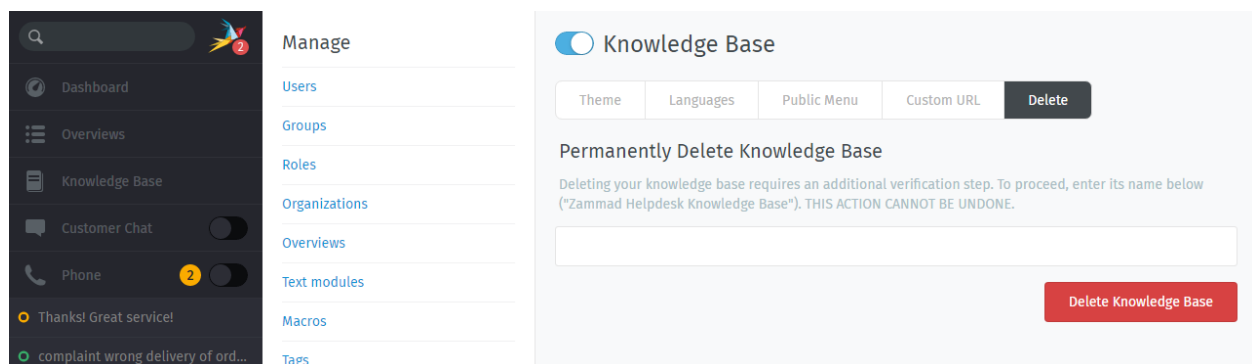 2
Dashboard
Overviews
Knowledge Base
Customer Chat
Phone 2
Thanks! Great service!
complaint wrong delivery of ord...
Manage
Users
Groups
Roles
Organizations
Overviews
Text modules
Macros
Tags
Knowledge Base
Theme Languages Public Menu Custom URL Delete
Permanently Delete Knowledge Base
Deleting your knowledge base requires an additional verification step. To proceed, enter its name below
("Zammad Helpdesk Knowledge Base"). THIS ACTION CANNOT BE UNDONE.
Delete Knowledge Base